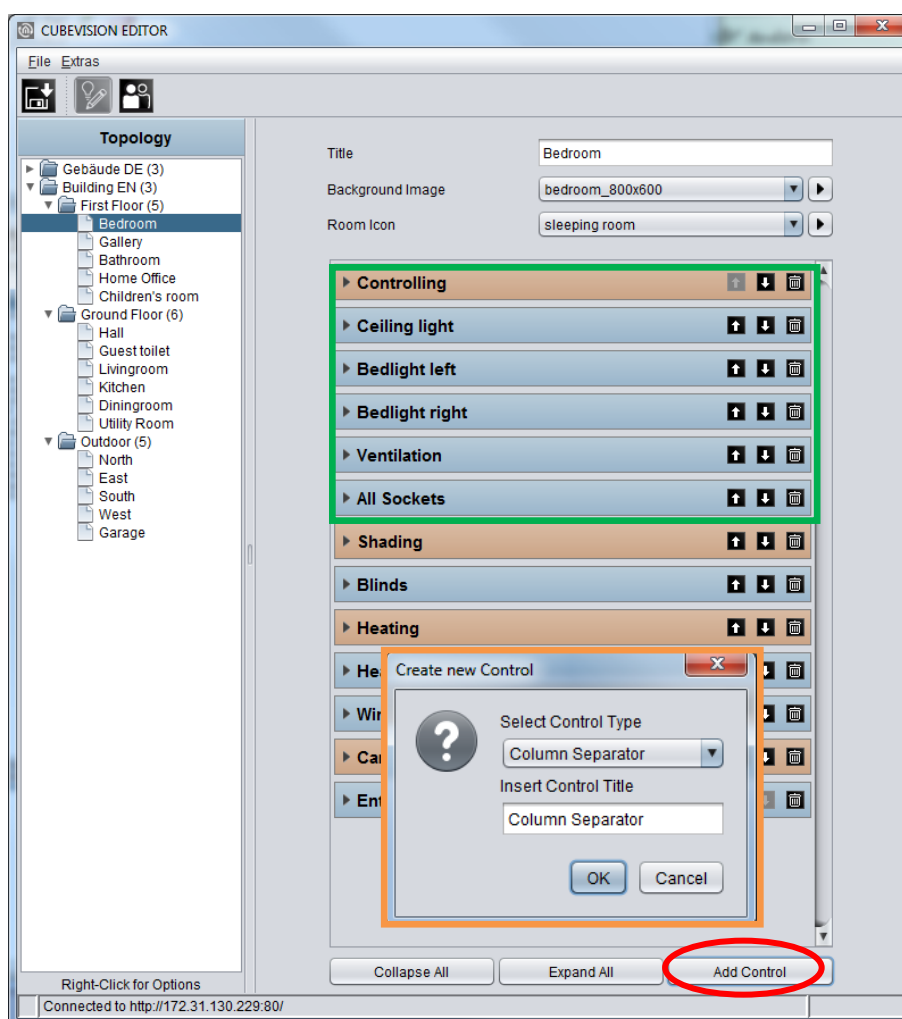 CUBEVISION EDITOR
File Extras
Topology
Gebäude DE (3)
Building EN (3)
First Floor (5)
Bedroom
Gallery
Bathroom
Home Office
Children's room
Ground Floor (6)
Hall
Guest toilet
Livingroom
Kitchen
Diningroom
Utility Room
Outdoor (5)
North
East
South
West
Garage
Right-Click for Options
Title Bedroom
Background Image bedroom_800x600
Room Icon sleeping room
Controlling
Ceiling light
Bedlight left
Bedlight right
Ventilation
All Sockets
Shading
Blinds
Heating
Create new Control
Select Control Type
Column Separator
Insert Control Title
Column Separator
OK Cancel
Collapse All Expand All Add Control
Connected to http://172.31.130.229:80/